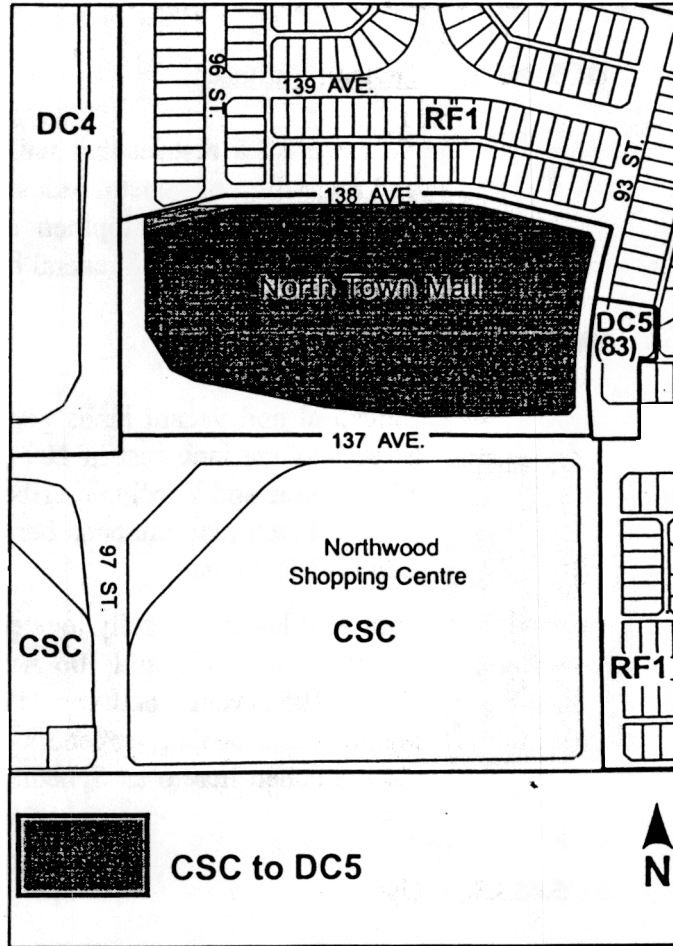 96 ST.
139 AVE.
DC4
RF1
93 ST.
138 AVE.
North Town Mall
DC5
(83)
137 AVE.
Northwood
Shopping Centre
97 ST.
CSC
CSC
RF1
CSC to DC5
N